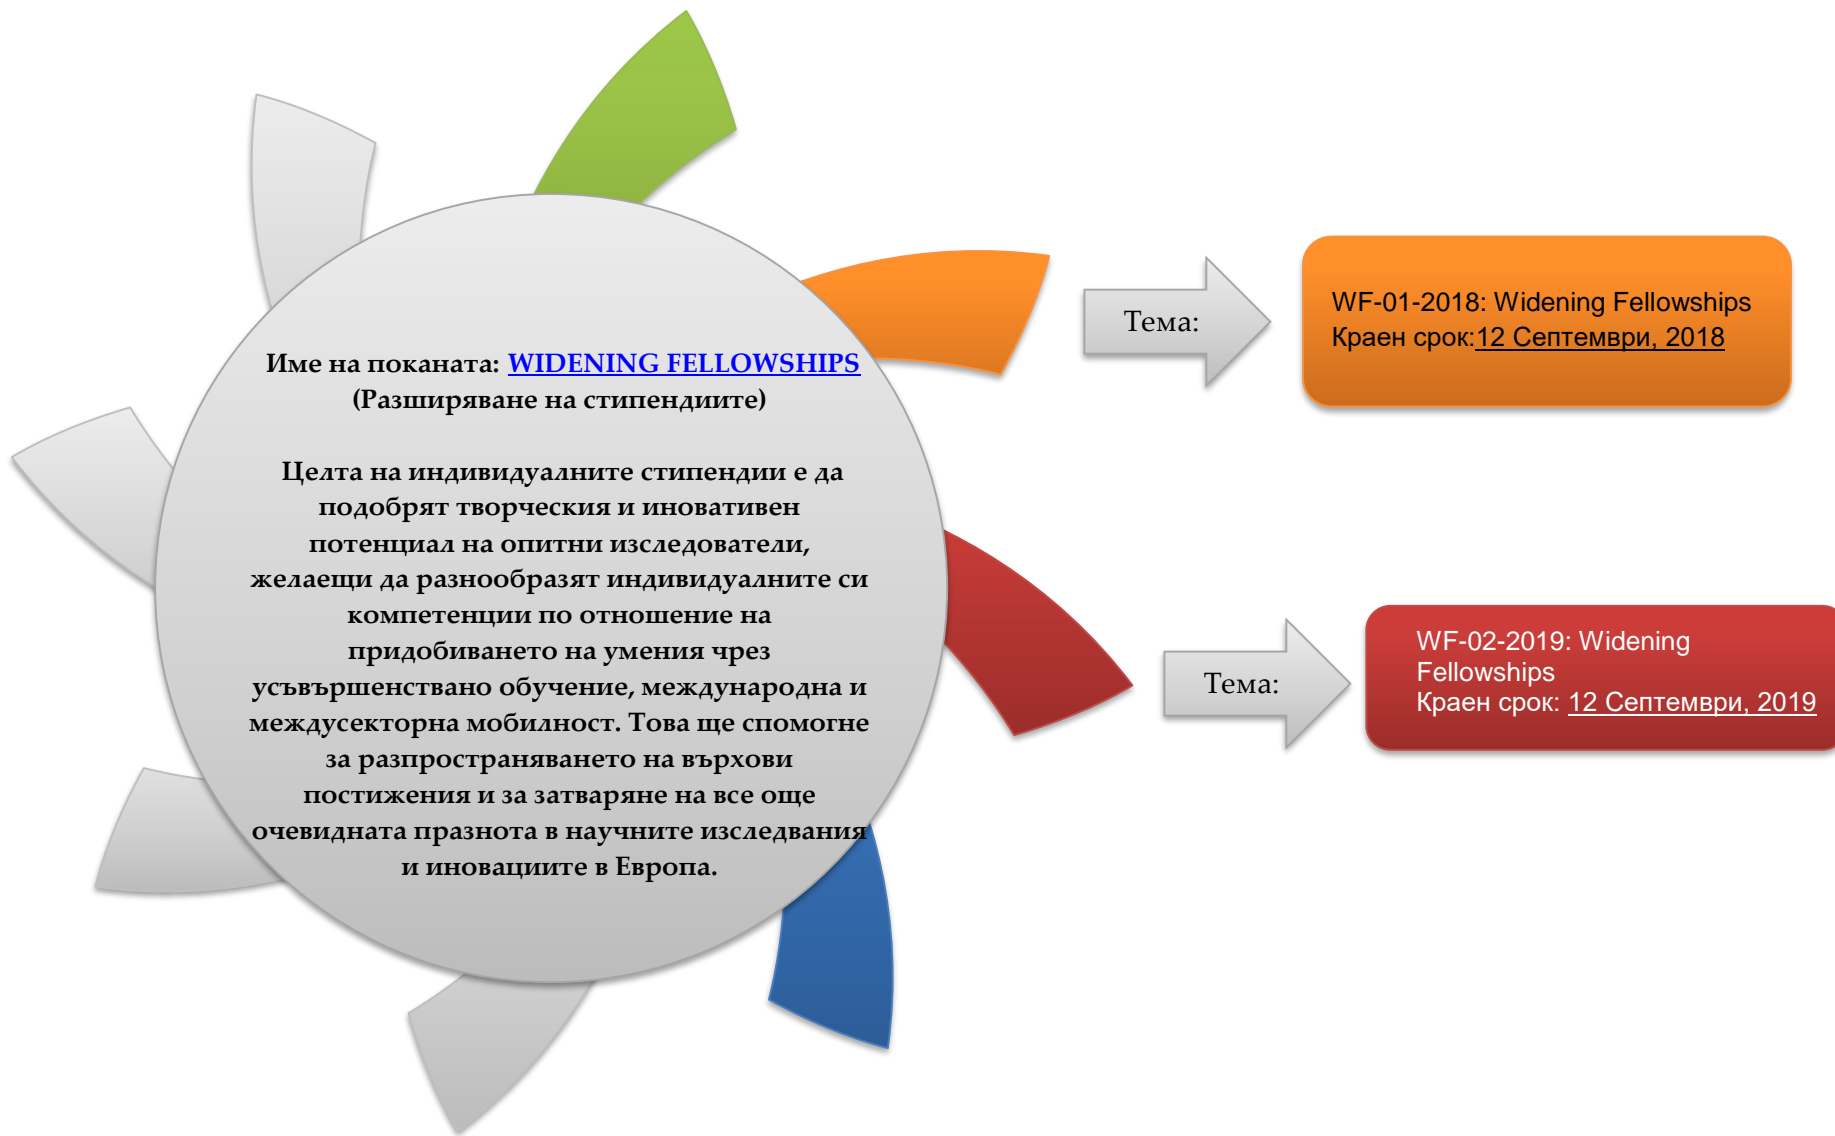 Име на поканата: WIDENING FELLOWSHIPS
(Разширяване на стипендиите)
Целта на индивидуалните стипендии е да
подобрят творческия и иновативен
потенциал на опитни изследователи,
желаещи да разнообразят индивидуалните си
компетенции по отношение на
придобиването на умения чрез
усъвършенствано обучение, международна и
междусекторна мобилност. Това ще спомогне
за разпространяването на върхови
постижения и за затваряне на все още
очевидната празнота в научните изследвания
и иновациите в Европа.
Тема:
WF-01-2018: Widening Fellowships
Краен срок:12 Септември, 2018
Тема:
WF-02-2019: Widening
Fellowships
Краен срок: 12 Септември, 2019